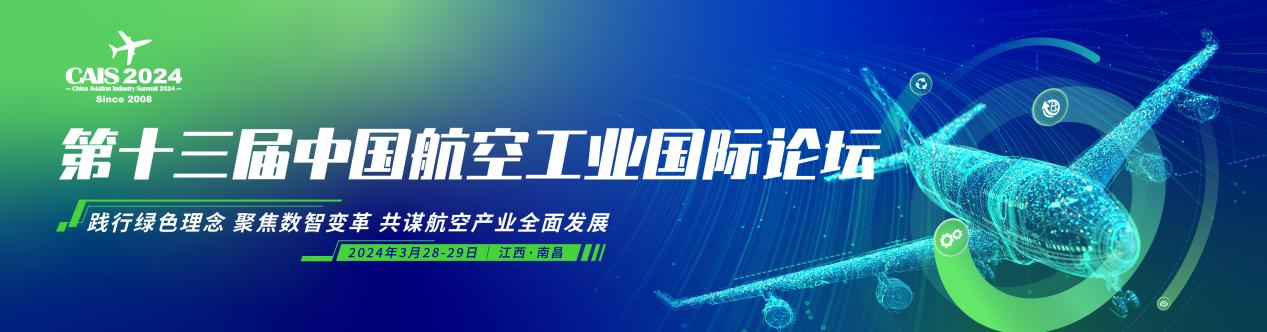 CAIS 2024
China Aviation Industry Summit 2024
Since 2008
第十三届中国航空工业国际论坛
践行绿色理念 聚焦数智变革 共谋航空产业全面发展
2024年3月28-29日 | 江西·南昌